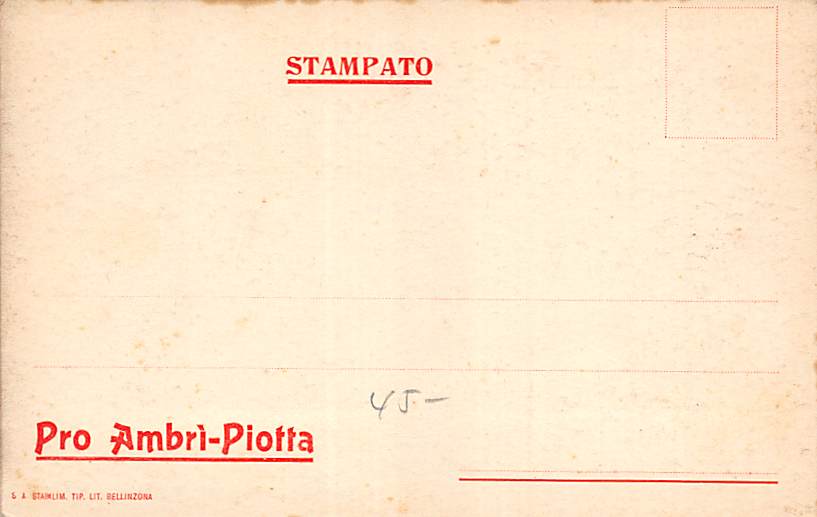 STAMPATO
45-
Pro Ambrì-Piotta
S. A. STAMLIM. TIP. LIT. BELLINZONA